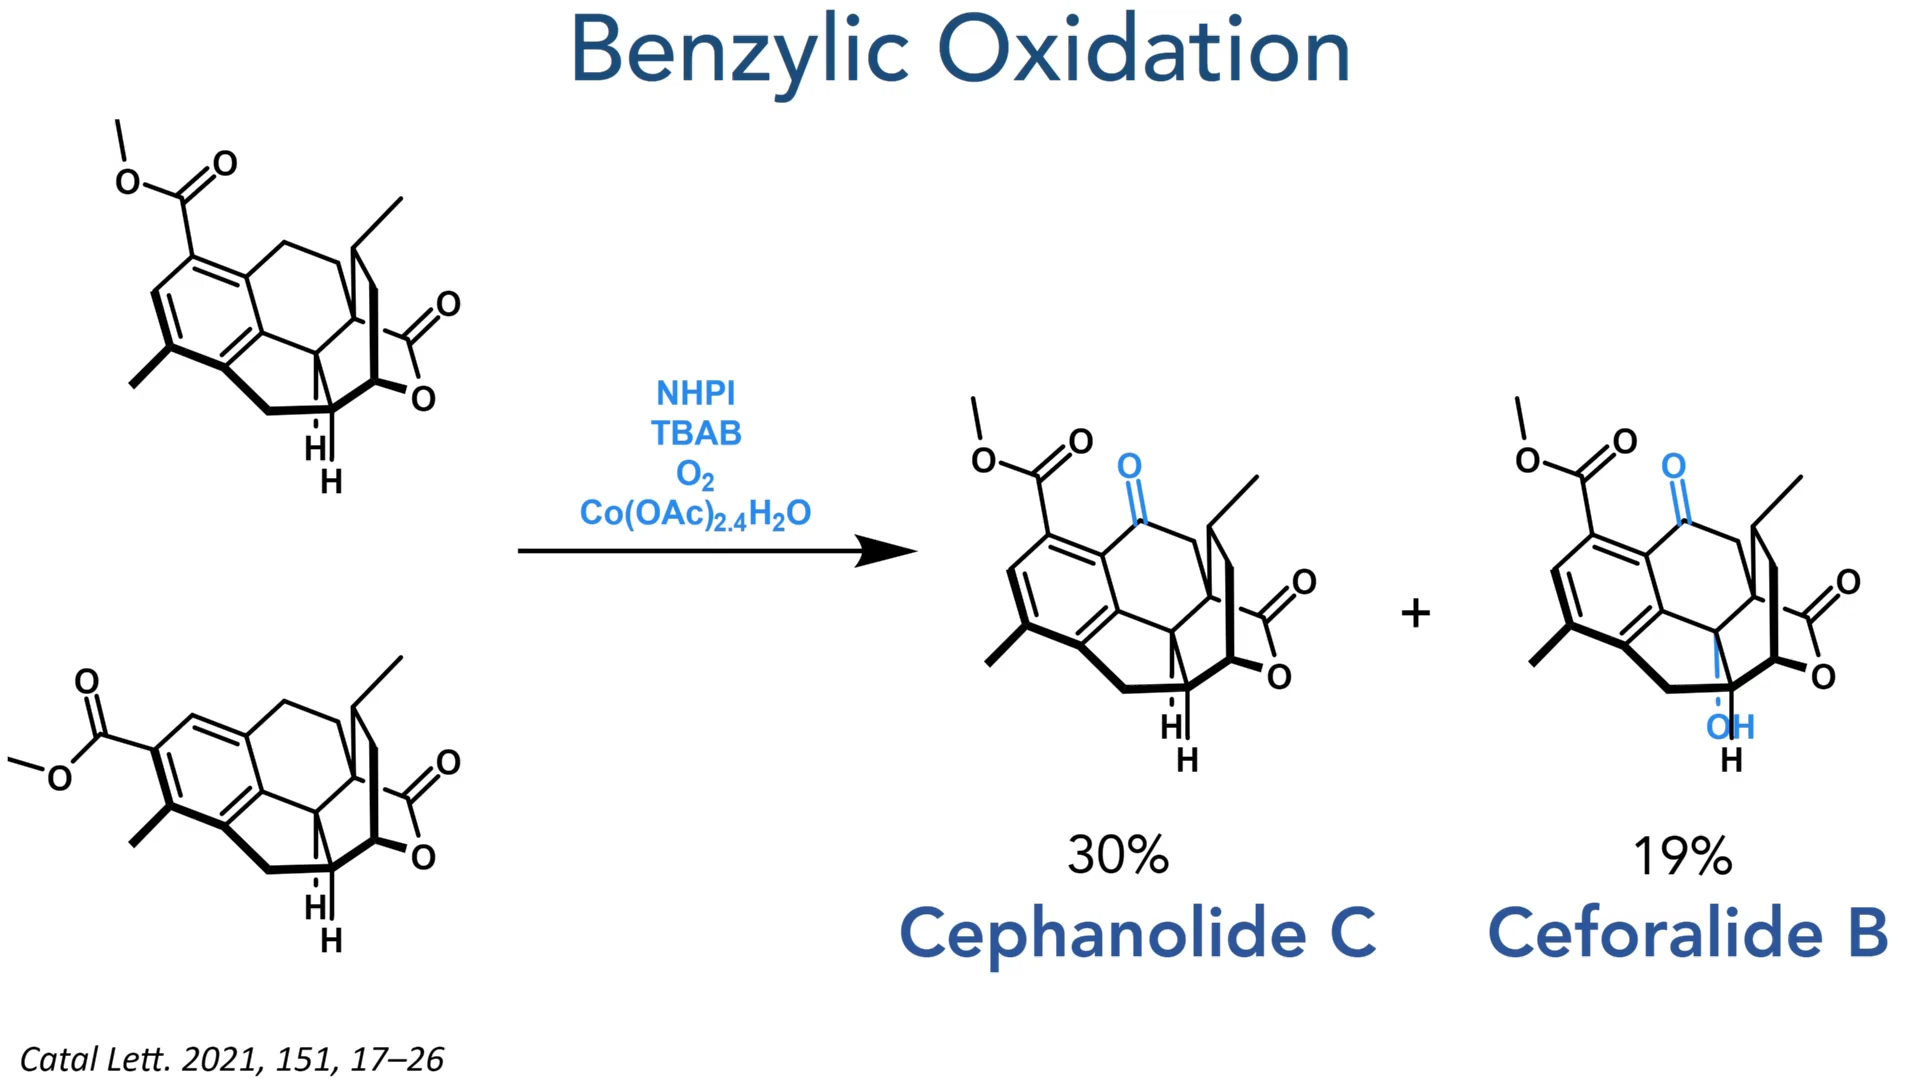 Benzylic Oxidation
O
O
O
O
H
H
NHPI
TBAB
O₂
Co(OAc)₂.₄H₂O
O
O
O
O
O
H
H
+
O
O
O
O
O
OH
H
O
O
O
O
H
H
30%
19%
Cephanolide C
Ceforalide B
Catal Lett. 2021, 151, 17–26